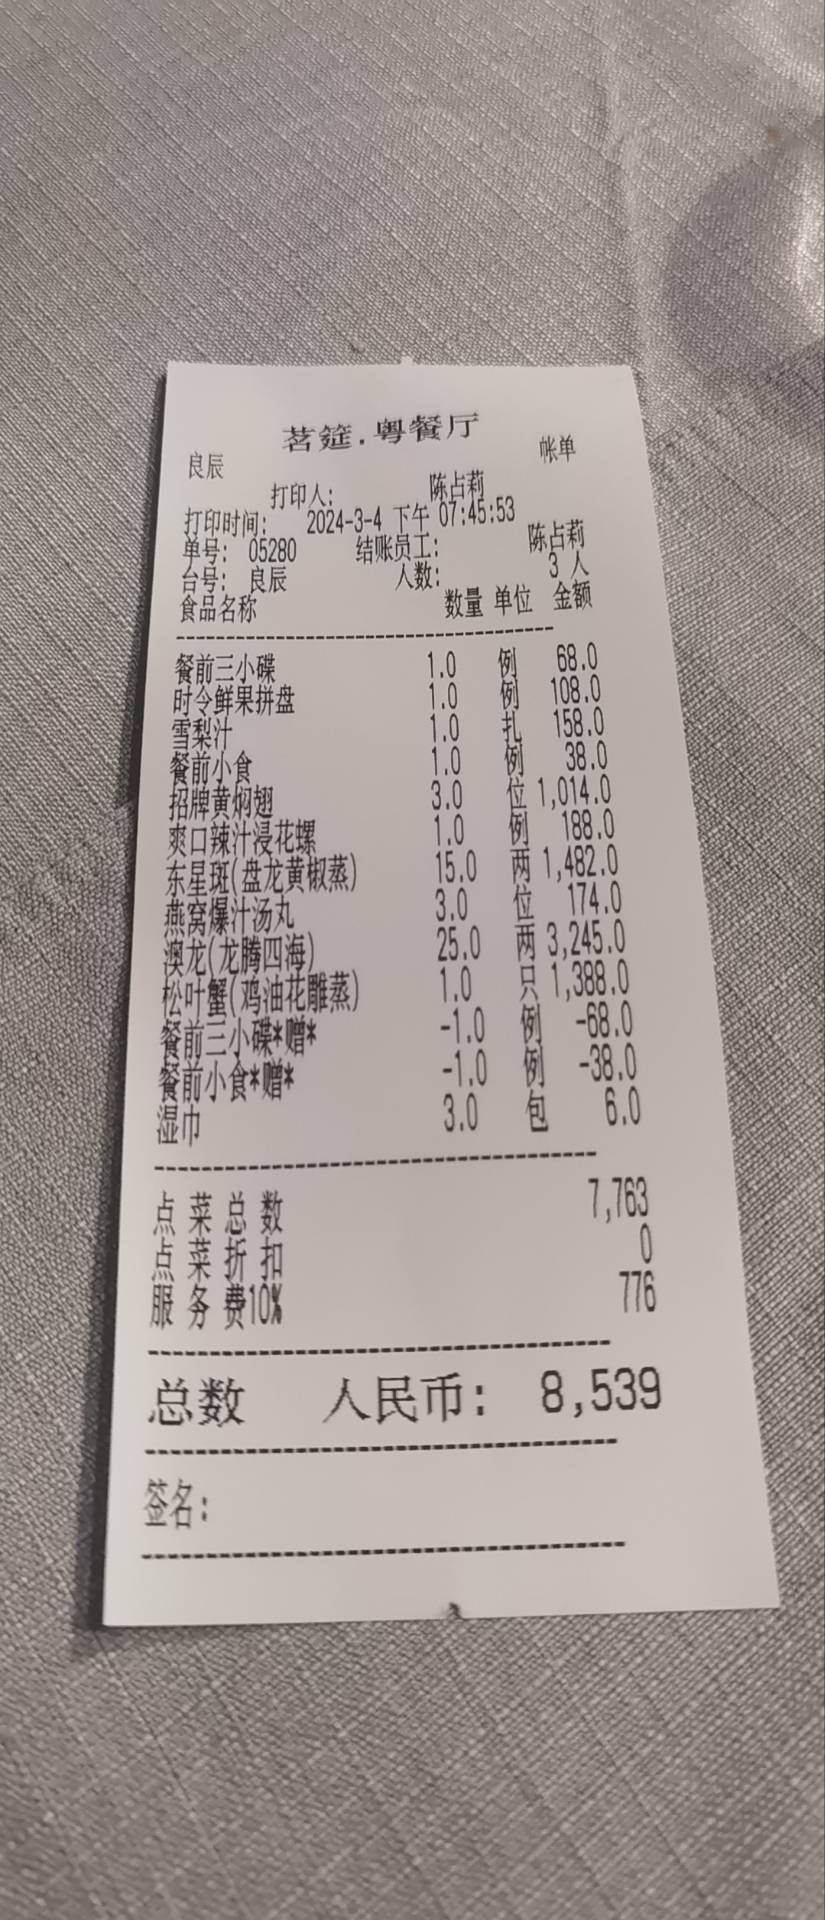 茗筵.粤餐厅
良辰 帐单
打印人: 陈占莉
打印时间: 2024-3-4 下午 07:45:53
单号: 05280 结账员工: 陈占莉
台号: 良辰 人数: 3 人
食品名称 数量 单位 金额
餐前三小碟 1.0 例 68.0
时令鲜果拼盘 1.0 例 108.0
雪梨汁 1.0 扎 158.0
餐前小食 1.0 例 38.0
招牌黄焖翅 3.0 位 1,014.0
爽口辣汁浸花螺 1.0 例 188.0
东星斑(盘龙黄椒蒸) 15.0 两 1,482.0
燕窝爆汁汤丸 3.0 位 174.0
澳龙(龙腾四海) 25.0 两 3,245.0
松叶蟹(鸡油花雕蒸) 1.0 只 1,388.0
餐前三小碟*赠* -1.0 例 -68.0
餐前小食*赠* -1.0 例 -38.0
湿巾 3.0 包 6.0
点菜总数 7,763
点菜折扣 0
服务费10% 776
总数 人民币: 8,539
签名: